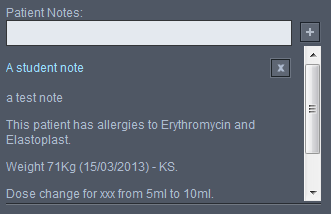 Patient Notes:
+
A student note
x
a test note
This patient has allergies to Erythromycin and
Elastoplast.
Weight 71Kg (15/03/2013) - KS.
Dose change for xxx from 5ml to 10ml.